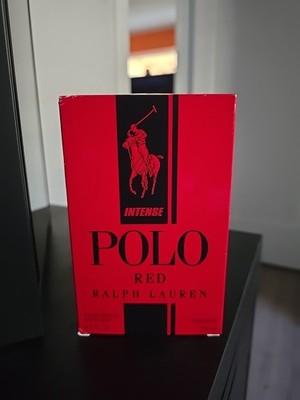 INTENSE
POLO
RED
RALPH LAUREN